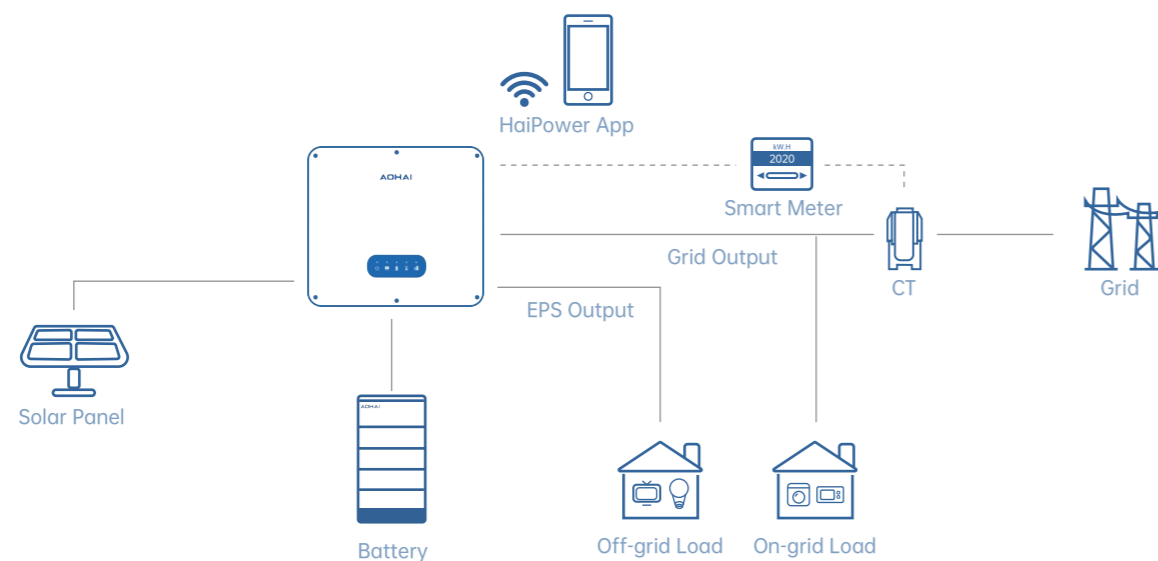 HaiPower App
AOHAI
kW.H
2020
Smart Meter
Grid Output
CT
Grid
EPS Output
Solar Panel
AOHAI
Battery
Off-grid Load
On-grid Load